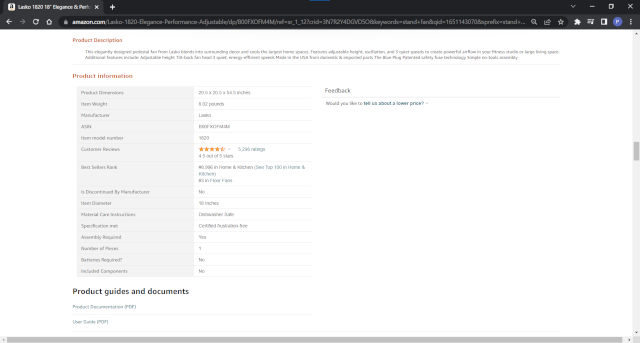 Lasko 1820 18" Elegance & Perfo
amazon.com/Lasko-1820-Elegance-Performance-Adjustable/dp/B00FXOFM4M/ref=sr_1_12?crid=3N7R2Y4OGVD5O&keywords=stand+fan&qid=1651143070&sprefix=stand+...
Product Description
This elegantly designed pedestal fan from Lasko blends into surrounding decor and cools the largest home spaces. Features adjustable height, oscillation, and 3 quiet speeds to create powerful airflow in your fitness studio or large living space.
Additional features include: Adjustable height Tilt-back fan head 3 quiet, energy-efficient speeds Made in the USA from domestic & imported parts The Blue Plug Patented safety fuse technology Simple no-tools assembly
Product information
Product Dimensions 20.0 x 20.0 x 54.5 inches
Item Weight 8.32 pounds
Manufacturer Lasko
ASIN B00FXOFM4M
Item model number 1820
Customer Reviews 5,296 ratings
4.5 out of 5 stars
Best Sellers Rank in Home & Kitchen (See Top 100 in Home &
Kitchen)
in Floor Fans
Is Discontinued By Manufacturer No
Item Diameter 18 Inches
Material Care Instructions Dishwasher Safe
Specification met Certified frustration-free
Assembly Required Yes
Number of Pieces 1
Batteries Required? No
Included Components No
Feedback
Would you like to tell us about a lower price?
Product guides and documents
Product Documentation (PDF)
User Guide (PDF)